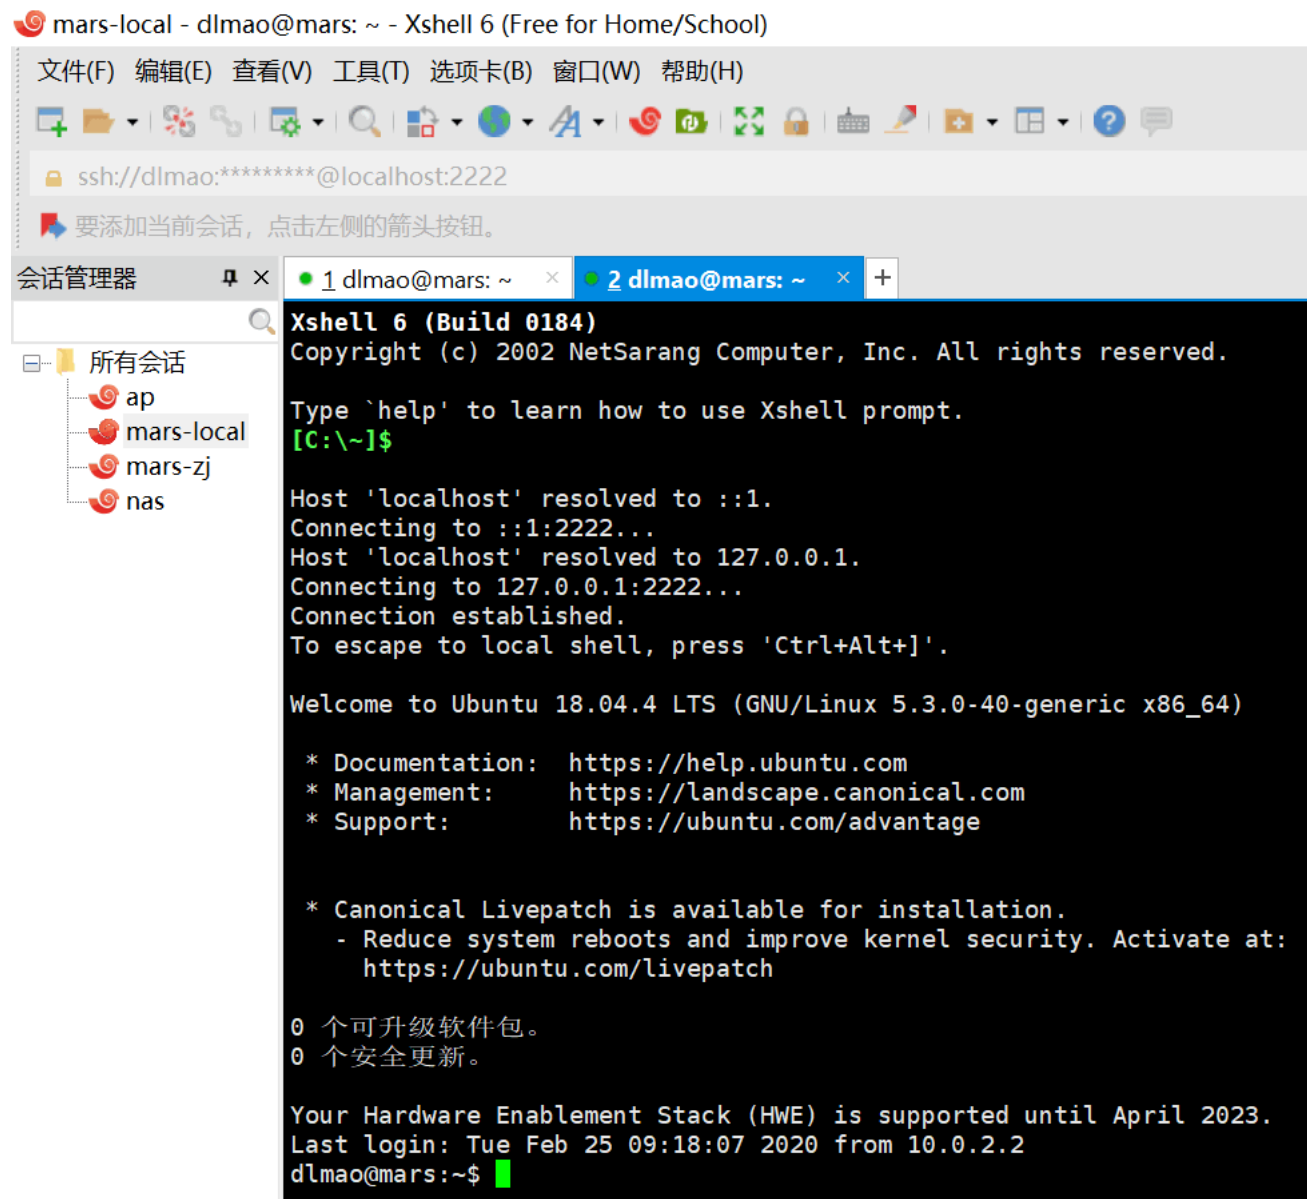 mars-local - dlmao@mars: ~ - Xshell 6 (Free for Home/School)
文件(F) 编辑(E) 查看(V) 工具(T) 选项卡(B) 窗口(W) 帮助(H)
ssh://dlmao:*********@localhost:2222
要添加当前会话，点击左侧的箭头按钮。
会话管理器
1 dlmao@mars: ~
2 dlmao@mars: ~
所有会话
ap
mars-local
mars-zj
nas
Xshell 6 (Build 0184)
Copyright (c) 2002 NetSarang Computer, Inc. All rights reserved.
Type `help' to learn how to use Xshell prompt.
[C:\~]$
Host 'localhost' resolved to ::1.
Connecting to ::1:2222...
Host 'localhost' resolved to 127.0.0.1.
Connecting to 127.0.0.1:2222...
Connection established.
To escape to local shell, press 'Ctrl+Alt+]'.
Welcome to Ubuntu 18.04.4 LTS (GNU/Linux 5.3.0-40-generic x86_64)
* Documentation:  https://help.ubuntu.com
* Management:     https://landscape.canonical.com
* Support:        https://ubuntu.com/advantage
* Canonical Livepatch is available for installation.
- Reduce system reboots and improve kernel security. Activate at:
https://ubuntu.com/livepatch
0 个可升级软件包。
0 个安全更新。
Your Hardware Enablement Stack (HWE) is supported until April 2023.
Last login: Tue Feb 25 09:18:07 2020 from 10.0.2.2
dlmao@mars:~$